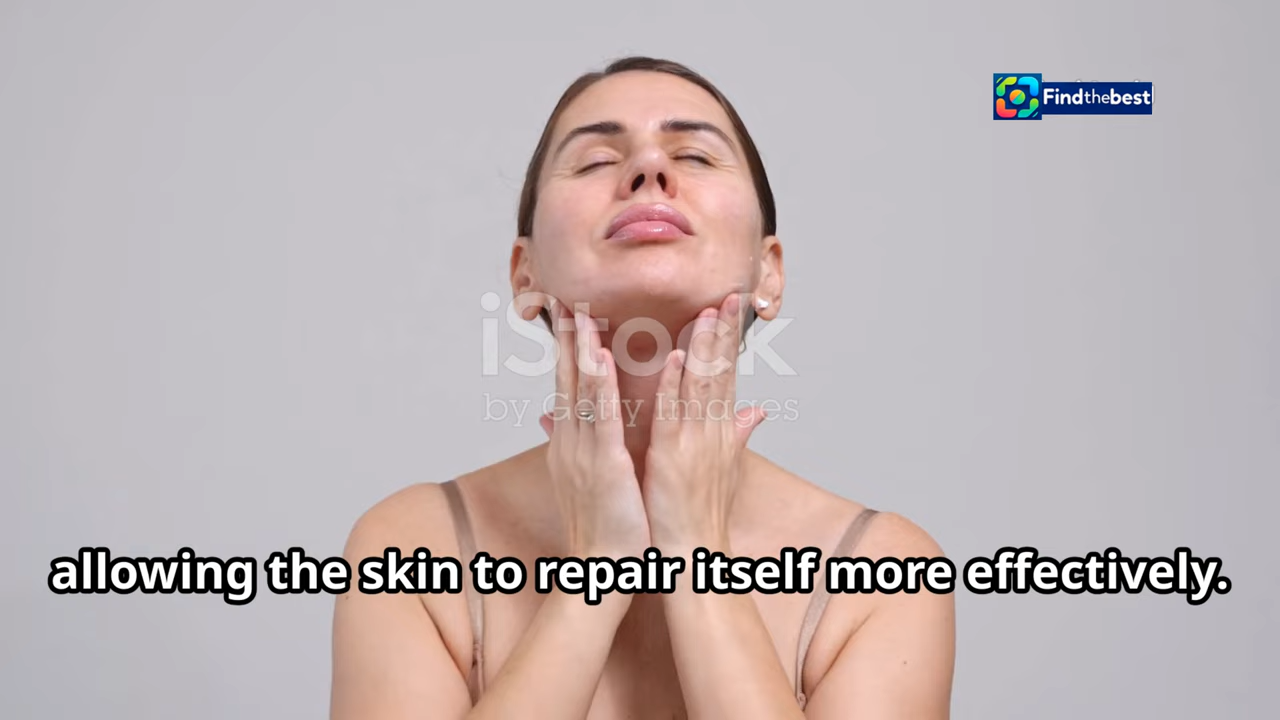 Findthebest
iStock
by Getty Images
allowing the skin to repair itself more effectively.